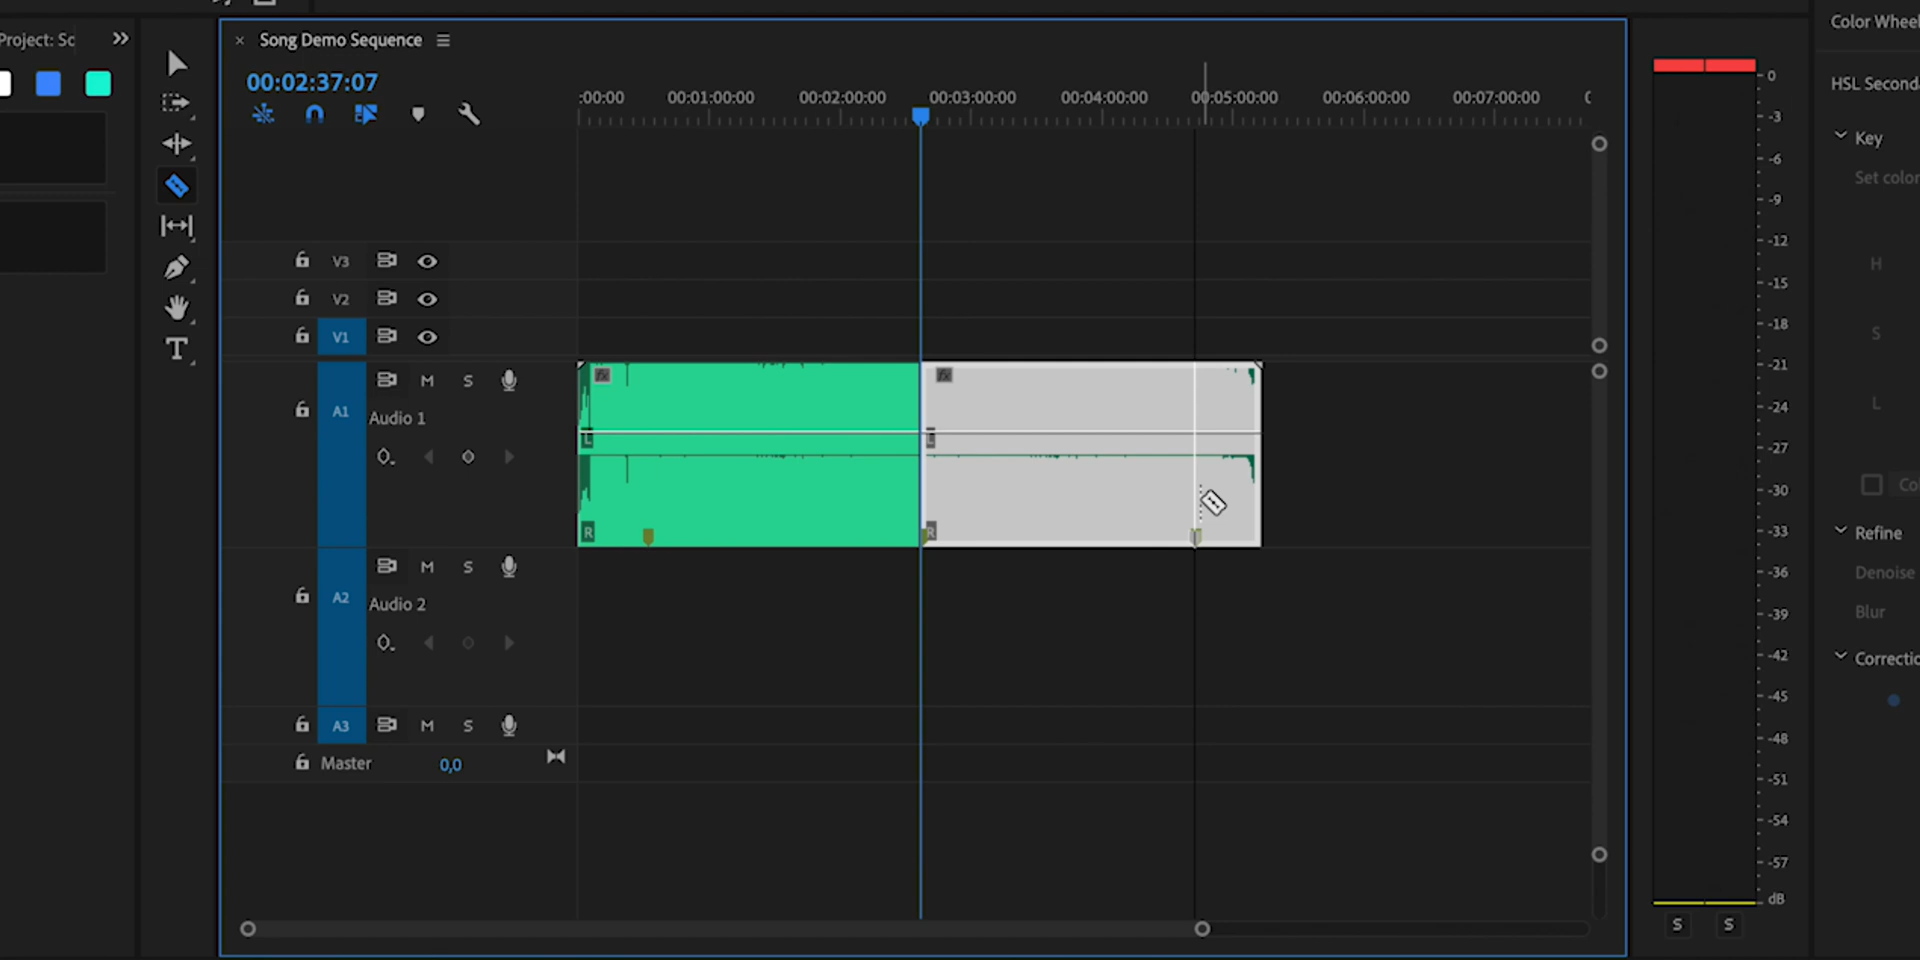 Project: Sc
Song Demo Sequence
00:02:37:07
:00:00 00:01:00:00 00:02:00:00 00:03:00:00 00:04:00:00 00:05:00:00 00:06:00:00 00:07:00:00
V3
V2
V1
A1 M S
Audio 1
fx fx
L L
R R
A2 M S
Audio 2
A3 M S
Master 0,0
0
-3
-6
-9
-12
-15
-18
-21
-24
-27
-30
-33
-36
-39
-42
-45
-48
-51
-54
-57
dB
S S
Color Whee
HSL Second
Key
Set color
H
S
L
Co
Refine
Denoise
Blur
Correctio